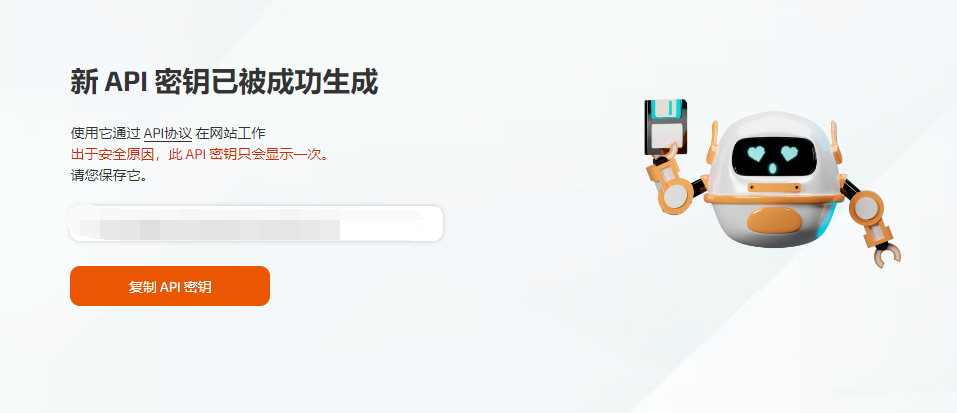 新 API 密钥已被成功生成
使用它通过 API协议 在网站工作
出于安全原因，此 API 密钥只会显示一次。
请您保存它。
复制 API 密钥